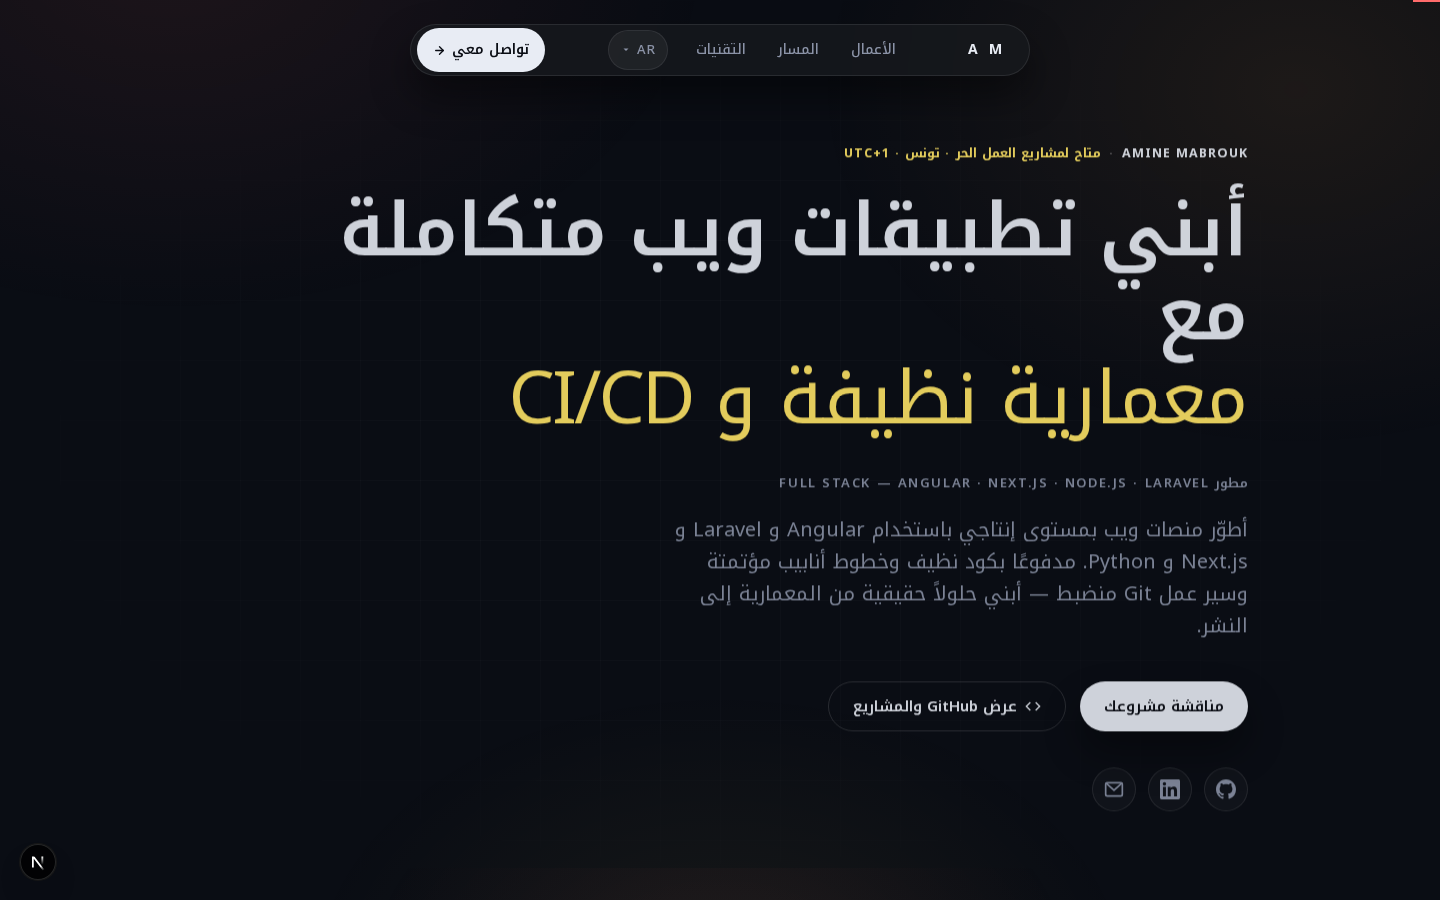 A M
الأعمال
المسار
التقنيات
AR
تواصل معي →
AMINE MABROUK · متاح لمشاريع العمل الحر · تونس · UTC+1
أبني تطبيقات ويب متكاملة
مع
معمارية نظيفة و CI/CD
مطور FULL STACK — ANGULAR · NEXT.JS · NODE.JS · LARAVEL
أطوّر منصات ويب بمستوى إنتاجي باستخدام Angular و Laravel و
Next.js و Python. مدفوعًا بكود نظيف وخطوط أنابيب مؤتمتة
وسير عمل Git منضبط — أبني حلولاً حقيقية من المعمارية إلى
النشر.
مناقشة مشروعك
عرض GitHub والمشاريع